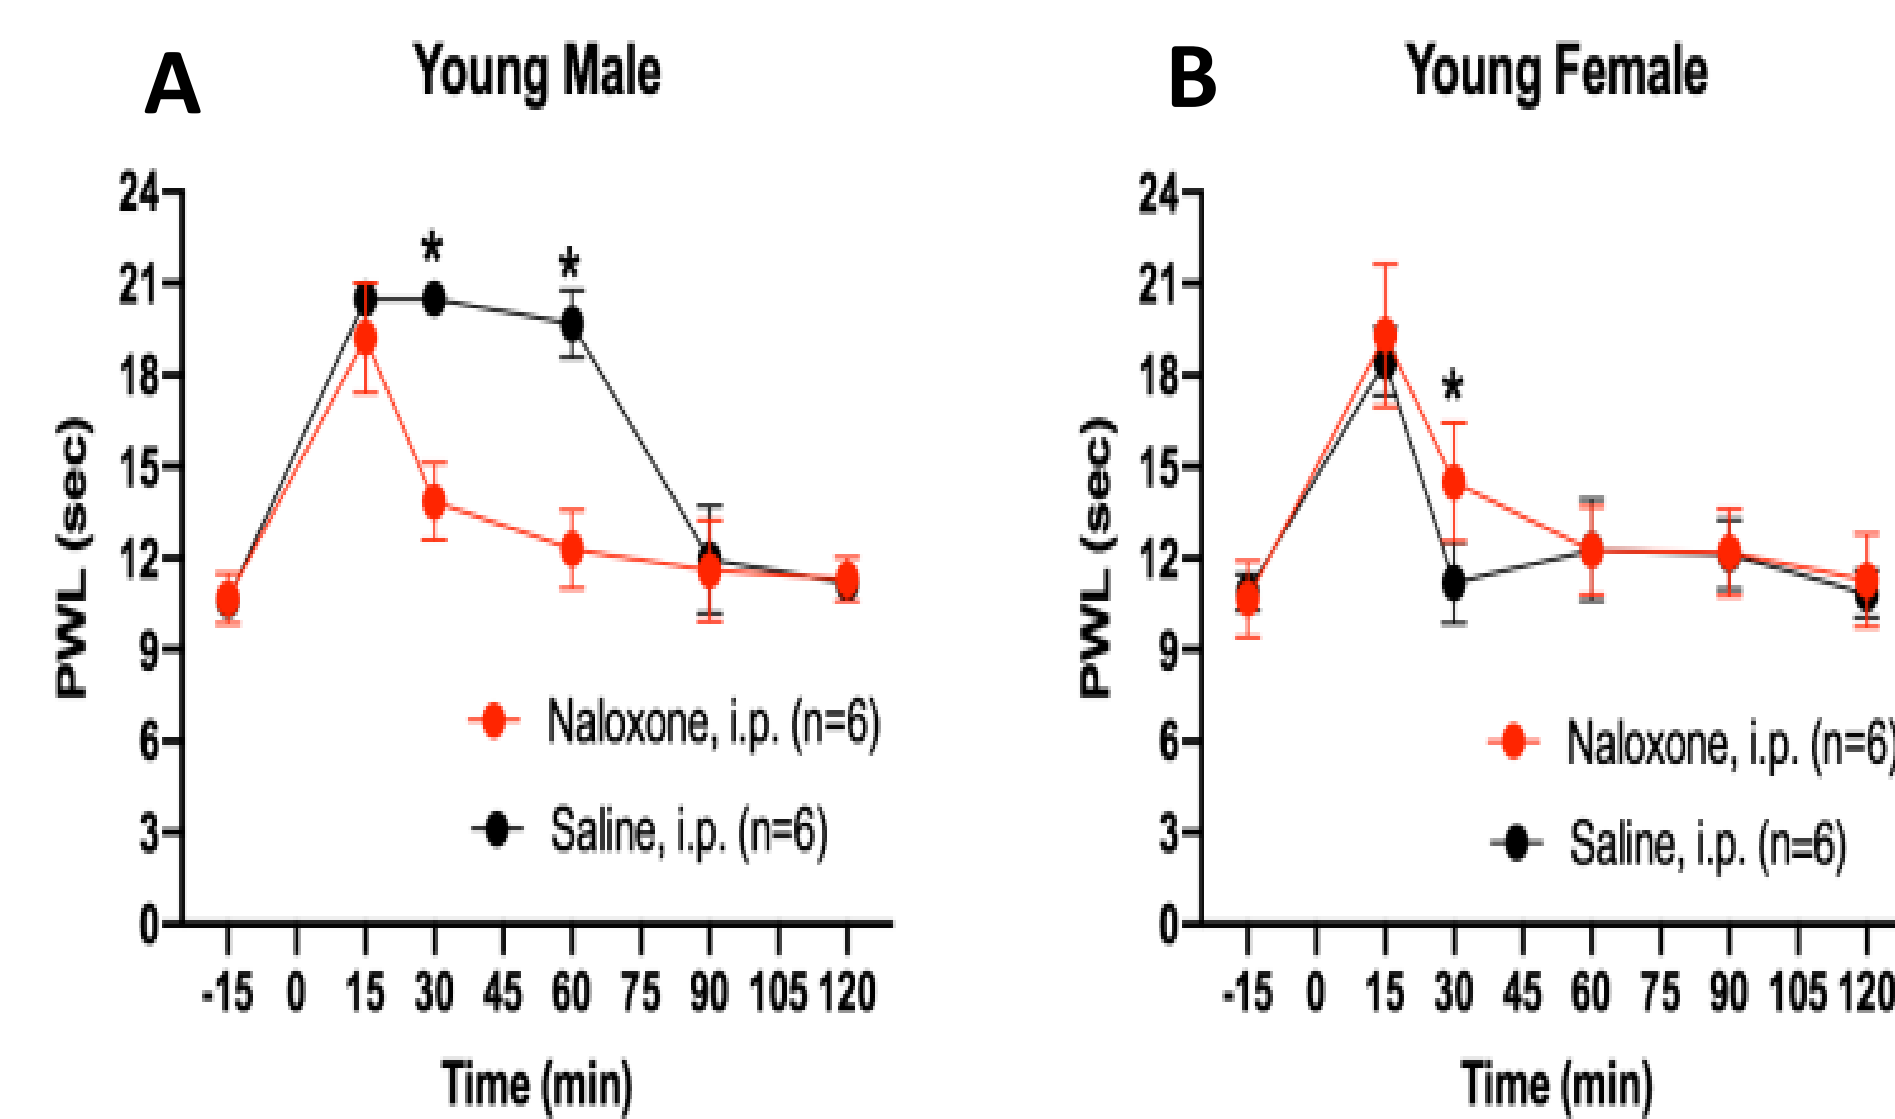 A Young Male
24
21
18
15
12
9
6
3
0
PWL (sec)
* *
Naloxone, i.p. (n=6)
Saline, i.p. (n=6)
-15 0 15 30 45 60 75 90 105 120
Time (min)
B Young Female
24
21
18
15
12
9
6
3
0
PWL (sec)
*
Naloxone, i.p. (n=6)
Saline, i.p. (n=6)
-15 0 15 30 45 60 75 90 105 120
Time (min)